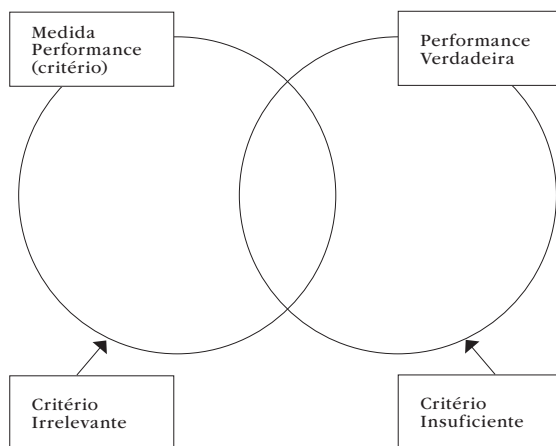 Medida
Performance
(critério)
Performance
Verdadeira
Critério
Irrelevante
Critério
Insuficiente